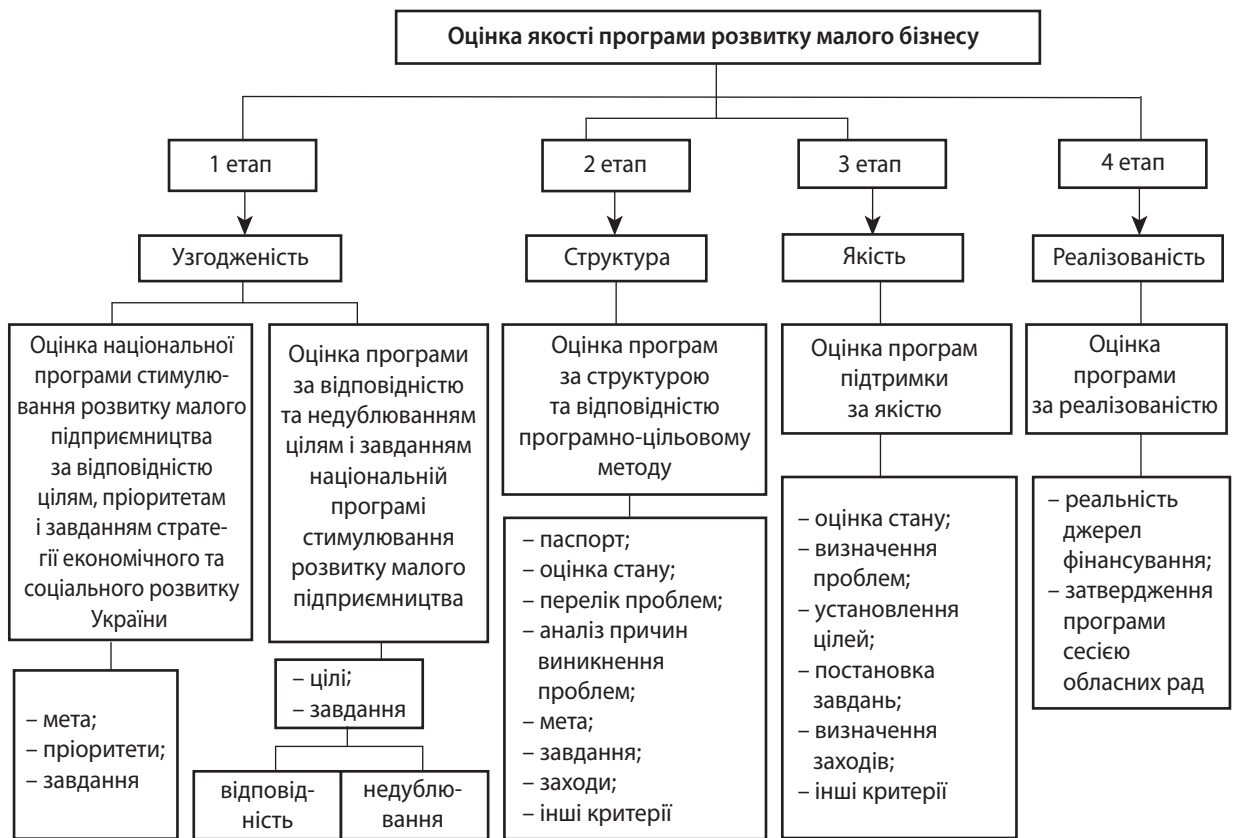 Оцінка якості програми розвитку малого бізнесу
1 етап
2 етап
3 етап
4 етап
Узгодженість
Структура
Якість
Реалізованість
Оцінка національної
програми стимулю-
вання розвитку малого
підприємництва
за відповідністю
цілям, пріоритетам
і завданням страте-
гії економічного та
соціального розвитку
України
Оцінка програми
за відповідністю
та недублюванням
цілям і завданням
національній
програмі
стимулювання
розвитку малого
підприємництва
Оцінка програм
за структурою
та відповідністю
програмно-цільовому
методу
Оцінка програм
підтримки
за якістю
Оцінка
програми
за реалізованістю
– мета;
– пріоритети;
– завдання
– цілі;
– завдання
відповід-
ність
недублю-
вання
– паспорт;
– оцінка стану;
– перелік проблем;
– аналіз причин
виникнення
проблем;
– мета;
– завдання;
– заходи;
– інші критерії
– оцінка стану;
– визначення
проблем;
– установлення
цілей;
– постановка
завдань;
– визначення
заходів;
– інші критерії
– реальність
джерел
фінансування;
– затвердження
програми
сесією
обласних рад